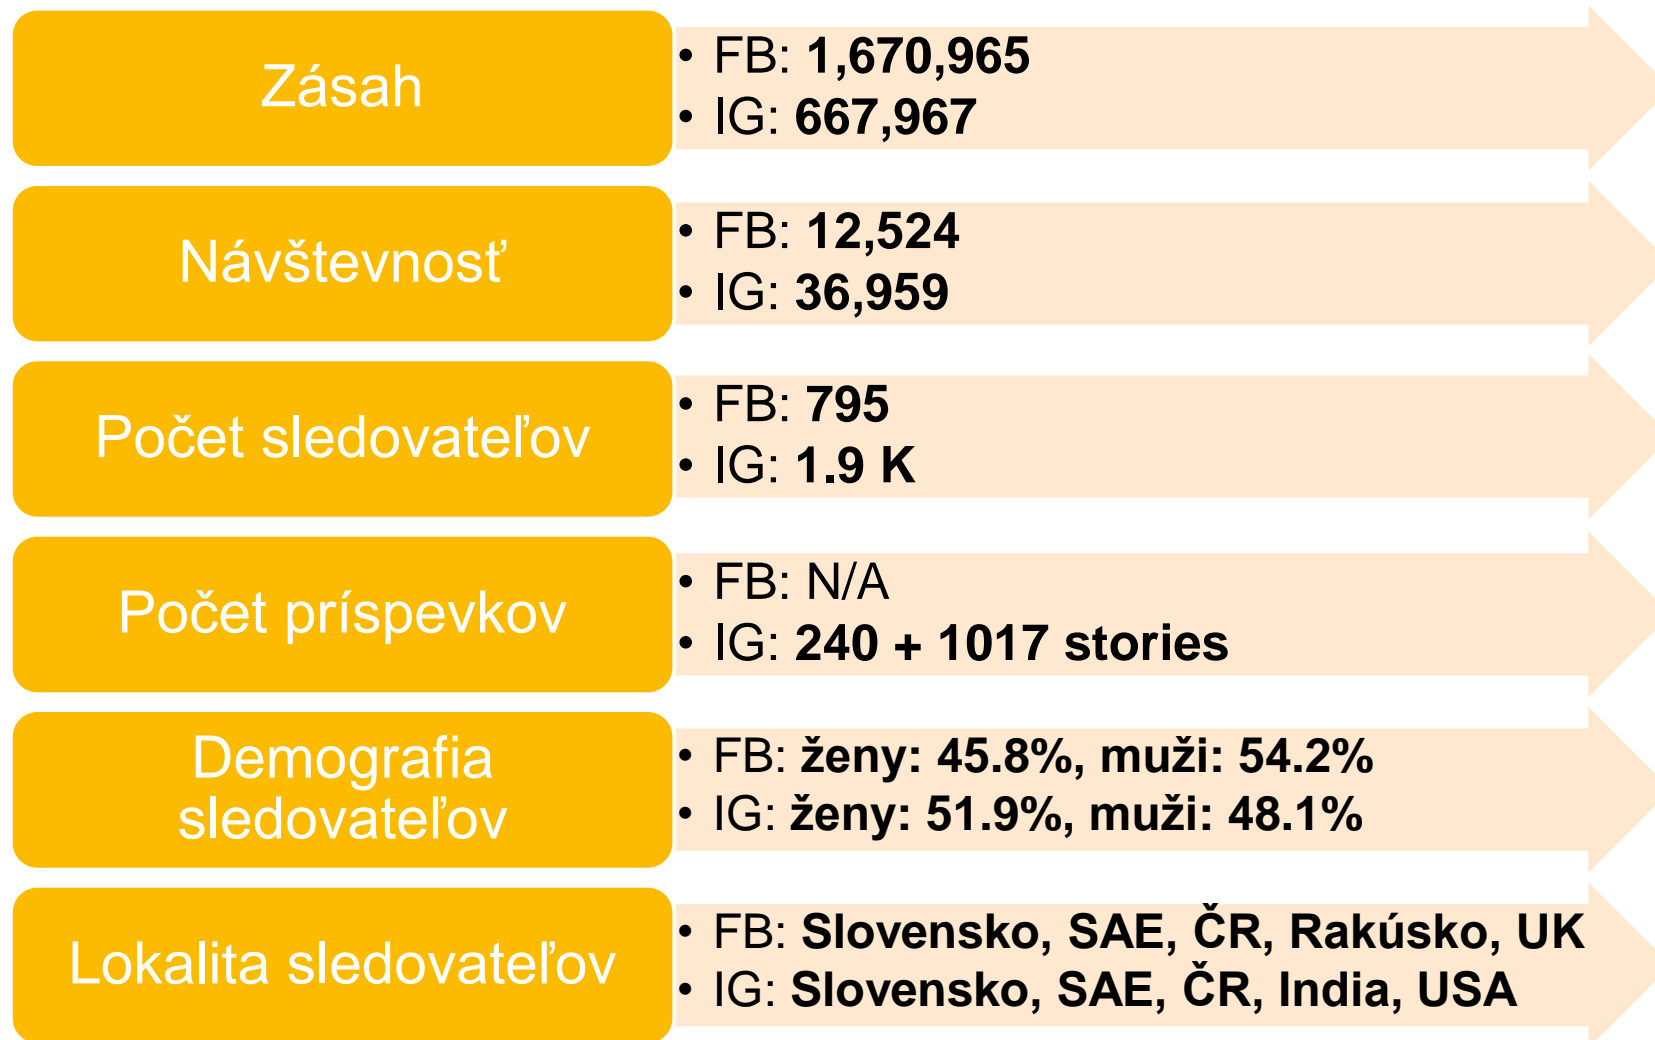 Zásah
• FB: 1,670,965
• IG: 667,967
Návštevnosť
• FB: 12,524
• IG: 36,959
Počet sledovateľov
• FB: 795
• IG: 1.9 K
Počet príspevkov
• FB: N/A
• IG: 240 + 1017 stories
Demografia
sledovateľov
• FB: ženy: 45.8%, muži: 54.2%
• IG: ženy: 51.9%, muži: 48.1%
Lokalita sledovateľov
• FB: Slovensko, SAE, ČR, Rakúsko, UK
• IG: Slovensko, SAE, ČR, India, USA